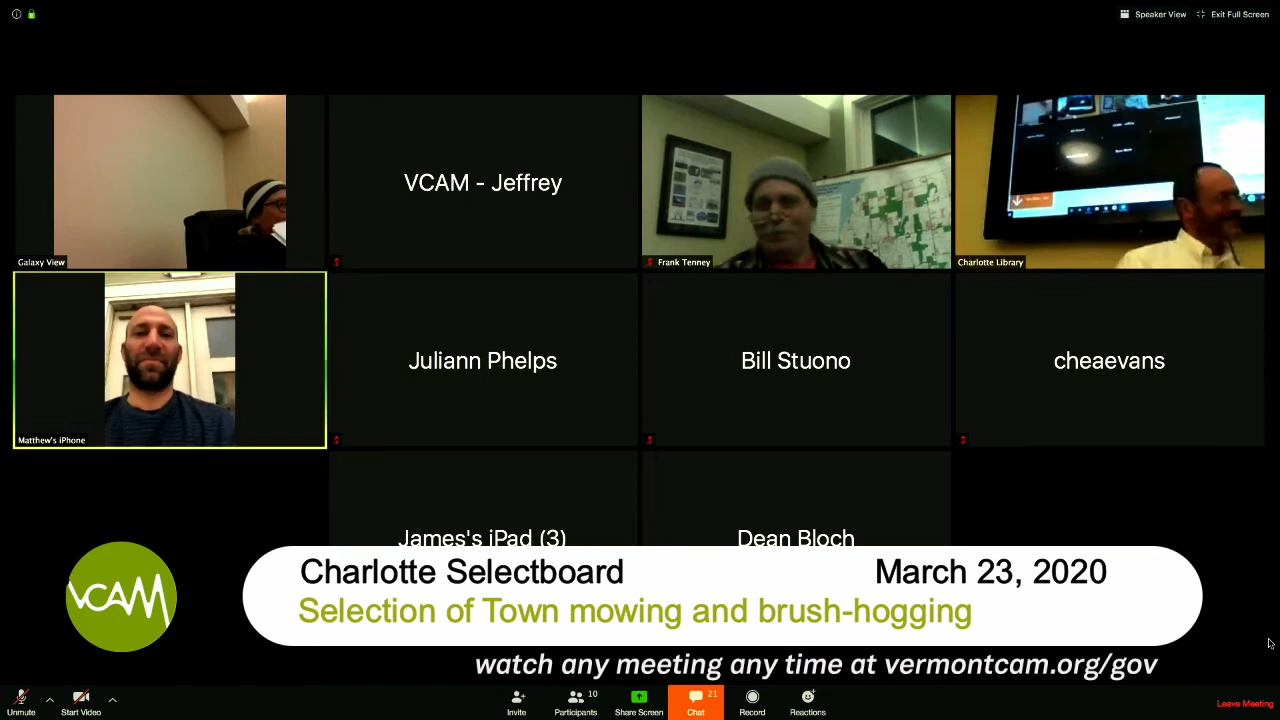 Speaker View
Exit Full Screen
Galaxy View
VCAM - Jeffrey
Frank Tenney
Charlotte Library
Matthew's iPhone
Juliann Phelps
Bill Stuono
cheaevans
James's iPad (3)
Dean Bloch
VCAM
Charlotte Selectboard
March 23, 2020
Selection of Town mowing and brush-hogging
watch any meeting any time at vermontcam.org/gov
Unmute
Start Video
Invite
Participants 10
Share Screen
Chat 21
Record
Reactions
Leave Meeting